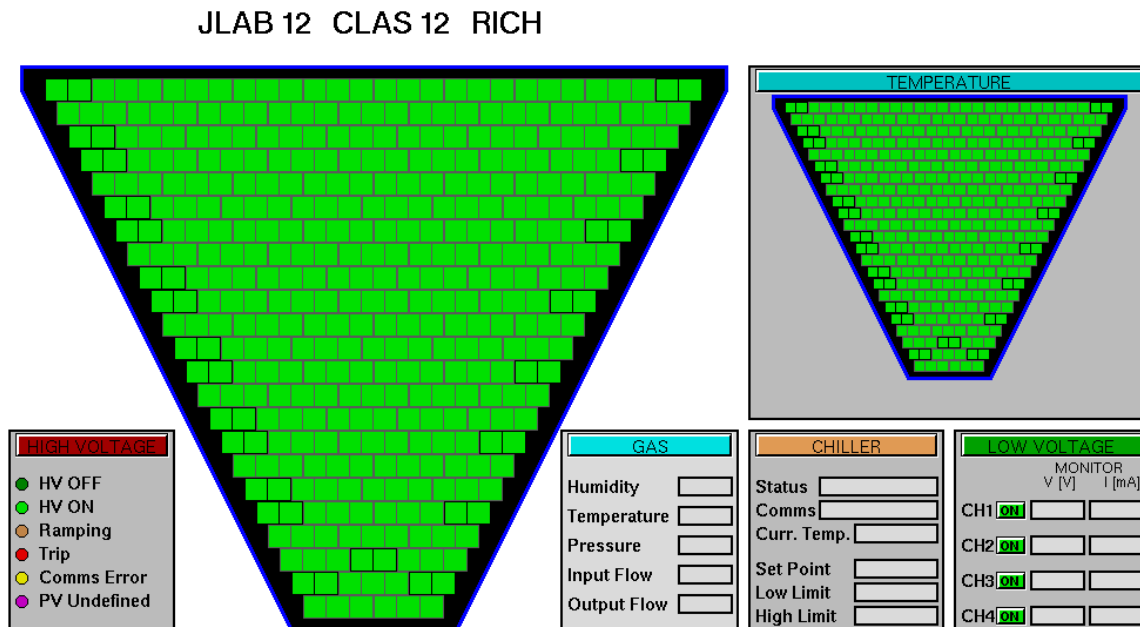 JLAB 12 CLAS 12 RICH
TEMPERATURE
HIGH VOLTAGE
HV OFF
HV ON
Ramping
Trip
Comms Error
PV Undefined
GAS
Humidity
Temperature
Pressure
Input Flow
Output Flow
CHILLER
Status
Comms
Curr. Temp.
Set Point
Low Limit
High Limit
LOW VOLTAGE
MONITOR
V [V] I [mA]
CH1 ON
CH2 ON
CH3 ON
CH4 ON